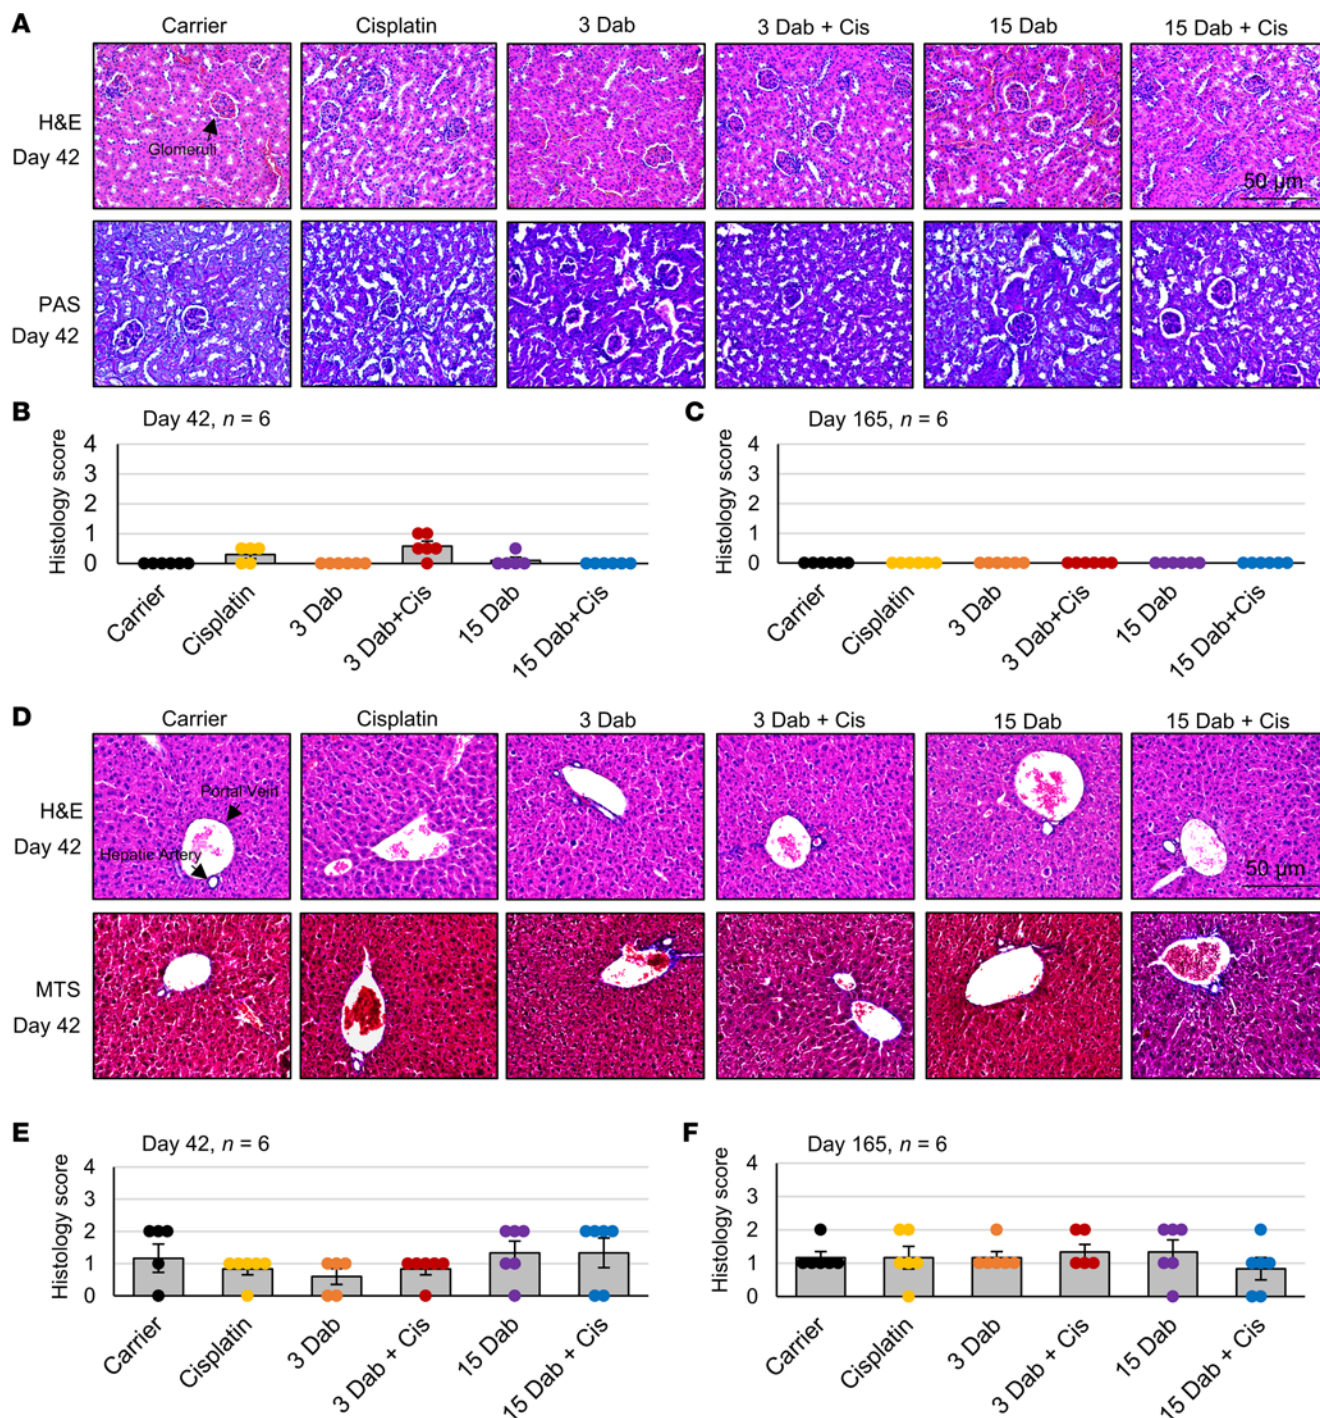 A
Carrier Cisplatin 3 Dab 3 Dab + Cis 15 Dab 15 Dab + Cis
H&E
Day 42
Glomeruli
50 µm
PAS
Day 42
B
Day 42, n = 6
Histology score
4
3
2
1
0
Carrier
Cisplatin
3 Dab
3 Dab+Cis
15 Dab
15 Dab+Cis
C
Day 165, n = 6
Histology score
4
3
2
1
0
Carrier
Cisplatin
3 Dab
3 Dab+Cis
15 Dab
15 Dab+Cis
D
Carrier Cisplatin 3 Dab 3 Dab + Cis 15 Dab 15 Dab + Cis
H&E
Day 42
Portal Vein
Hepatic Artery
50 µm
MTS
Day 42
E
Day 42, n = 6
Histology score
4
3
2
1
0
Carrier
Cisplatin
3 Dab
3 Dab + Cis
15 Dab
15 Dab + Cis
F
Day 165, n = 6
Histology score
4
3
2
1
0
Carrier
Cisplatin
3 Dab
3 Dab + Cis
15 Dab
15 Dab + Cis